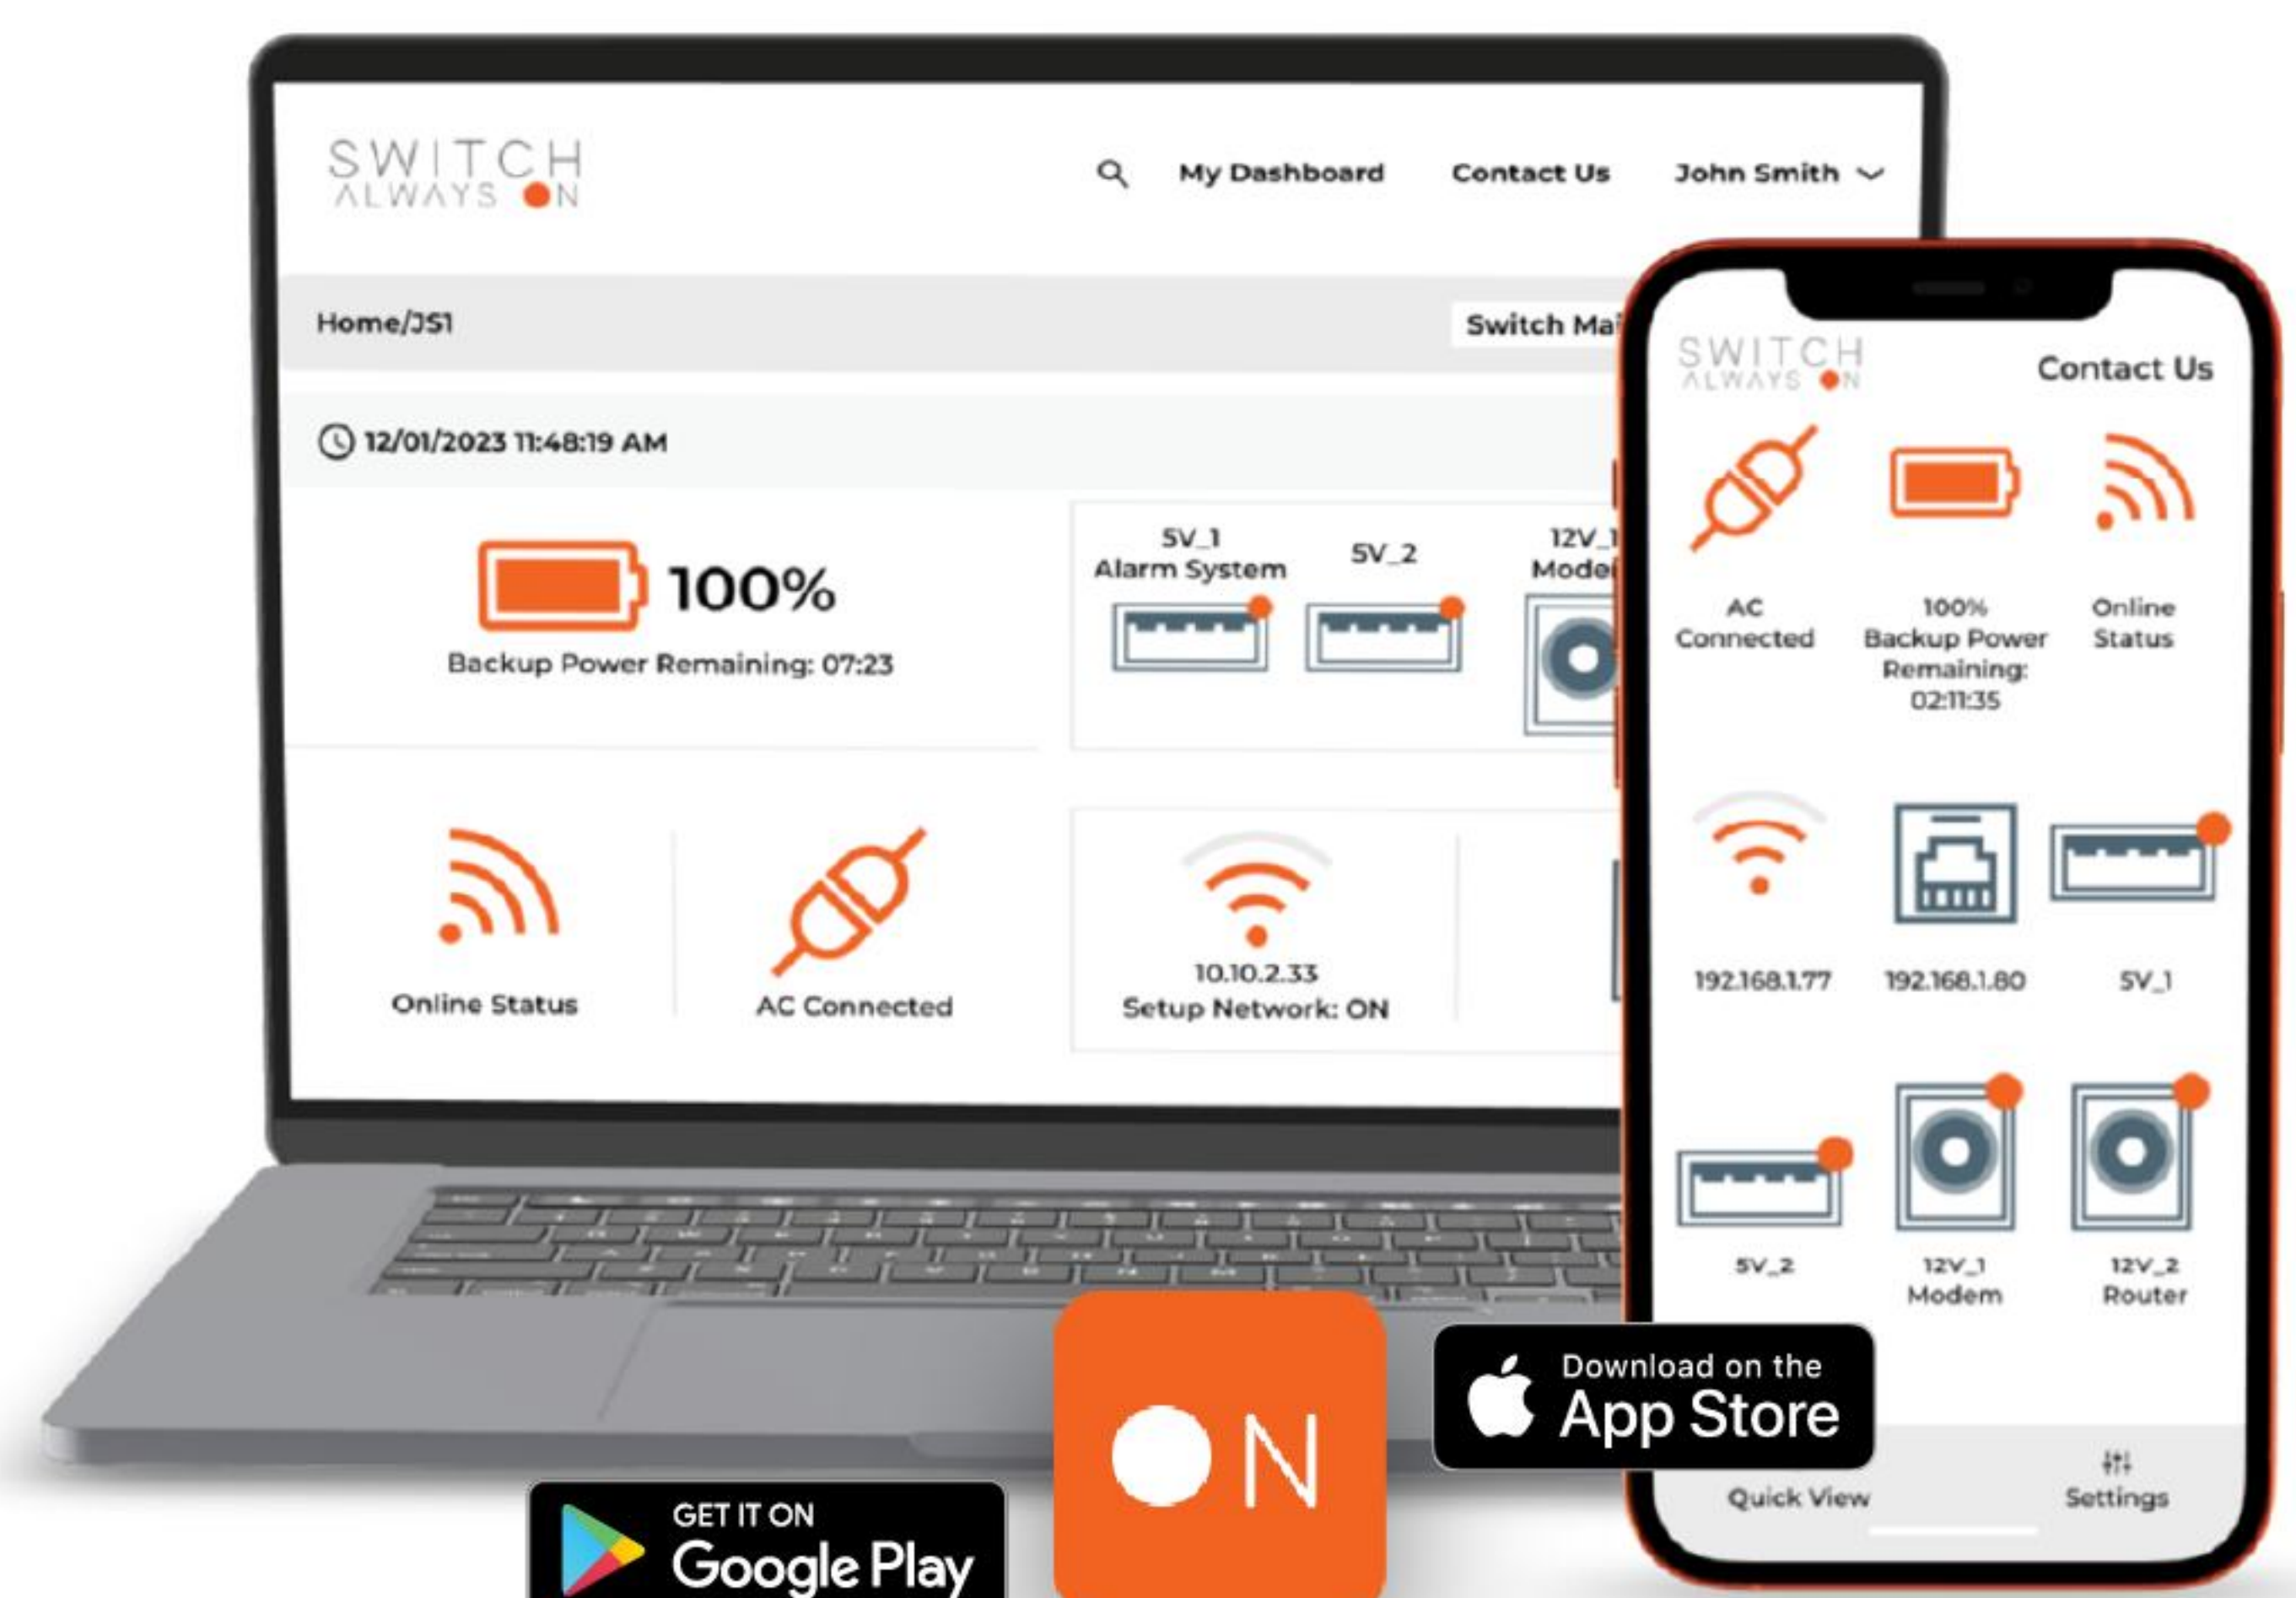 SWITCH
ALWAYS ON
My Dashboard
Contact Us
John Smith
Home/JS1
Switch
12/01/2023 11:48:19 AM
100%
Backup Power Remaining: 07:23
5V_1
Alarm System
5V_2
12V_1
Online Status
AC Connected
10.10.2.33
Setup Network: ON
SWITCH
ALWAYS ON
Contact Us
AC
Connected
100%
Backup Power
Remaining:
02:11:35
Online
Status
192.168.1.77
192.168.1.80
5V_1
5V_2
12V_1
Modem
12V_2
Router
Quick View
Settings
Download on the
App Store
ON
GET IT ON
Google Play